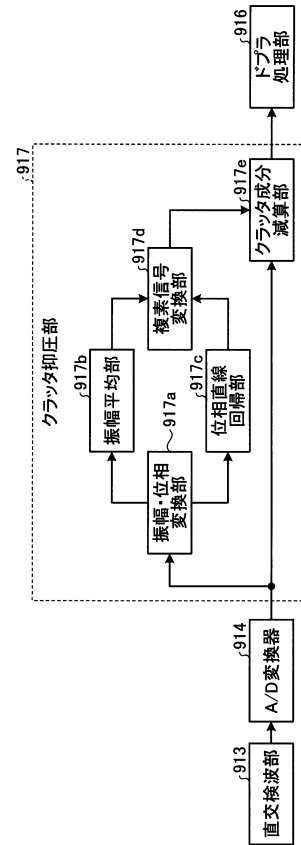 917
クラッタ抑圧部
913
直交検波部
914
A/D変換器
917a
振幅・位相
変換部
917b
振幅平均部
917c
位相直線
回帰部
917d
複素信号
変換部
917e
クラッタ成分
減算部
916
ドプラ
処理部